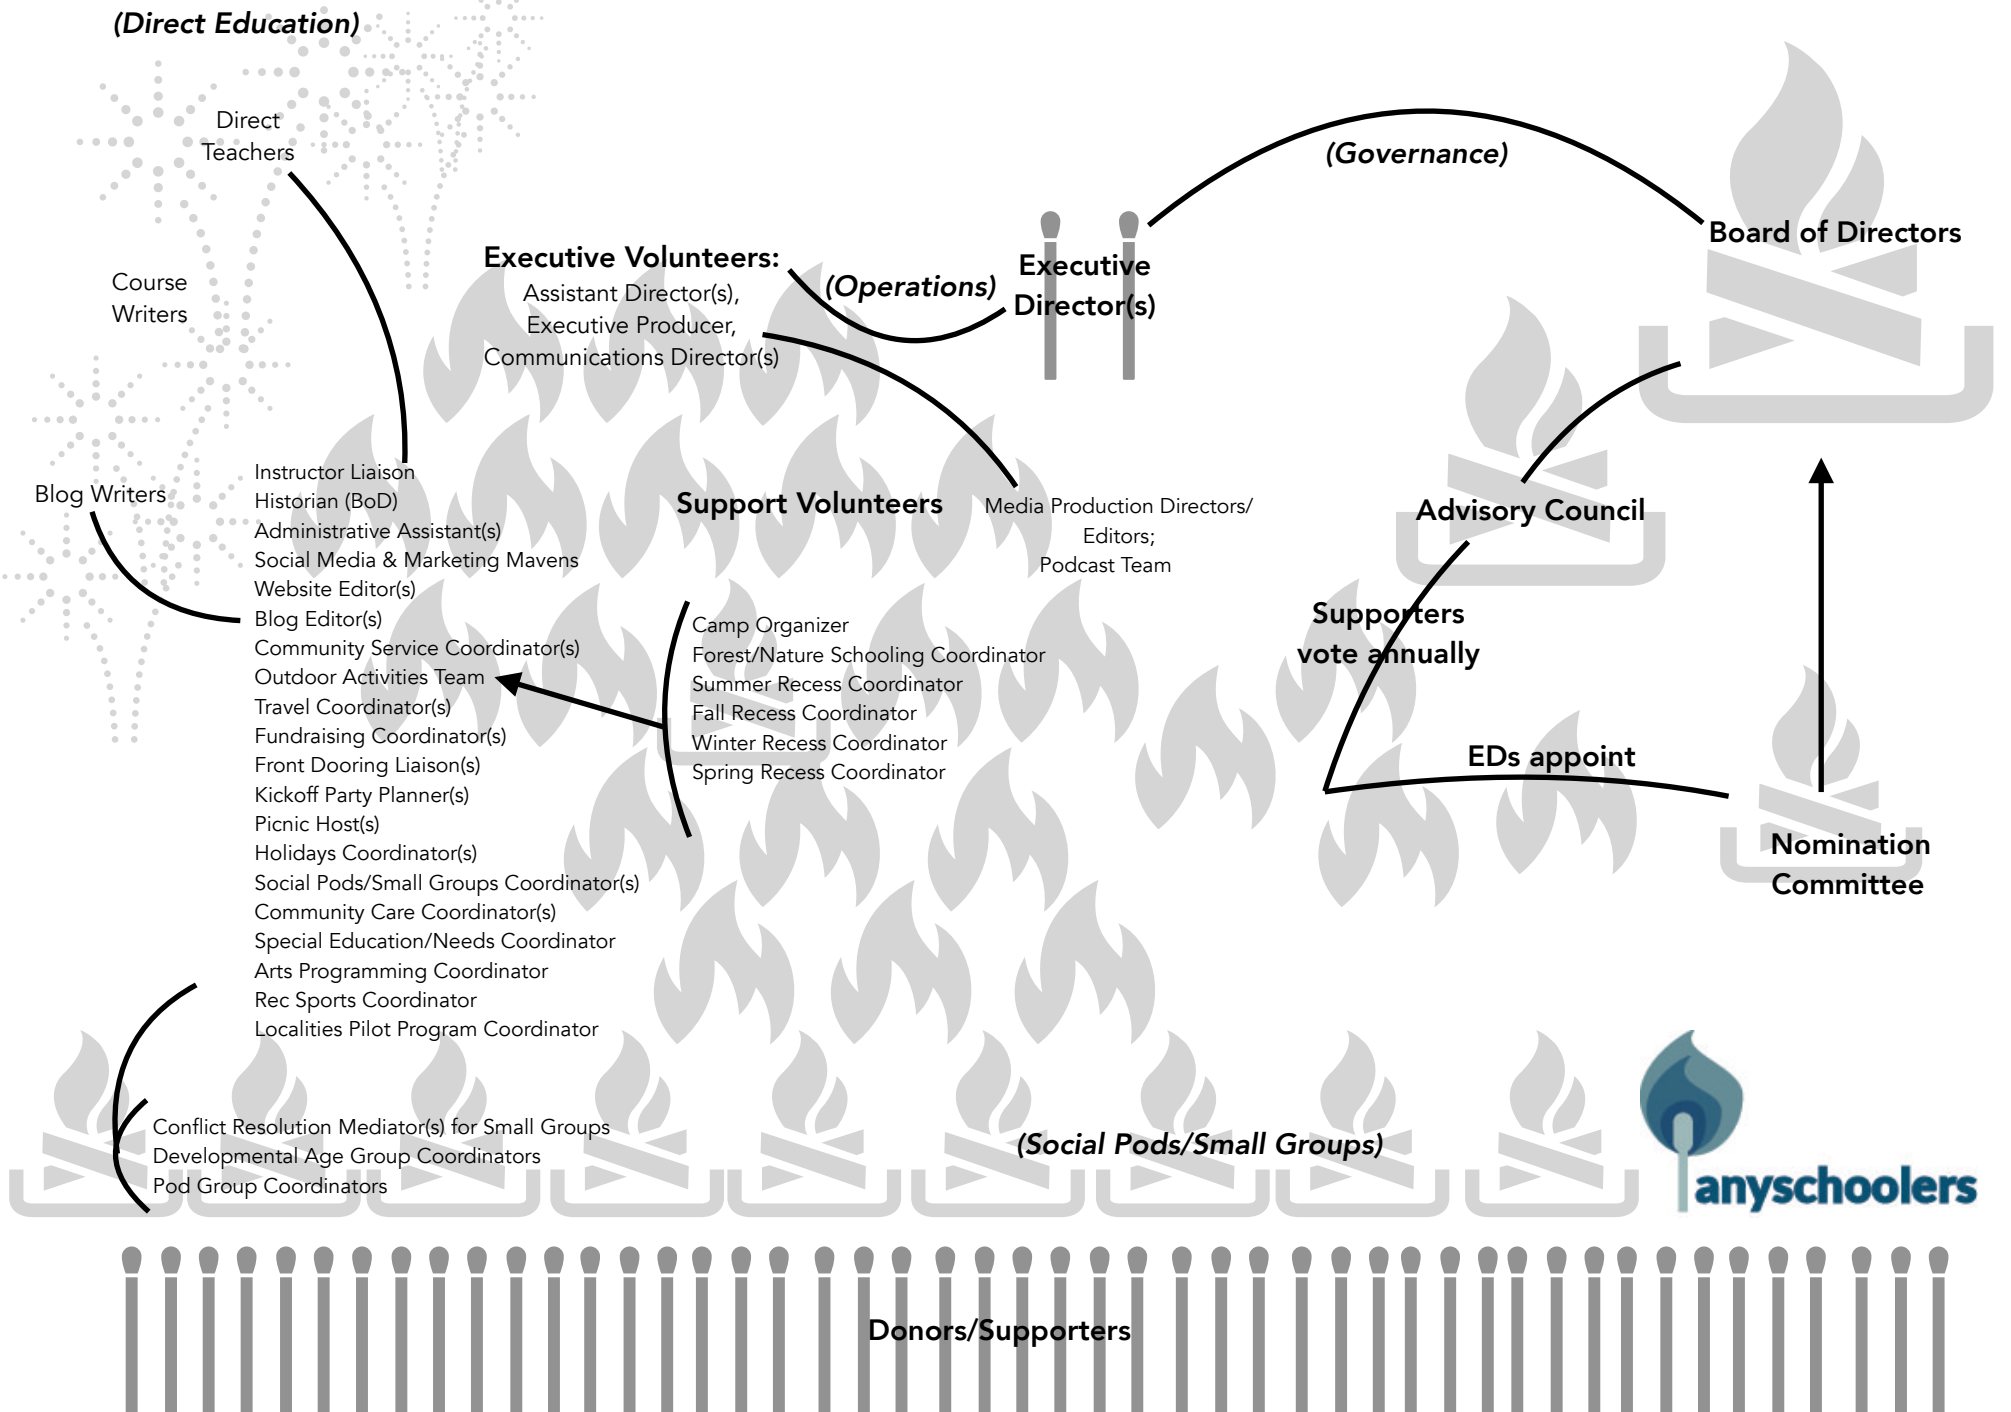 (Direct Education)
Direct
Teachers
Course
Writers
Blog Writers
Executive Volunteers:
Assistant Director(s),
Executive Producer,
Communications Director(s)
(Operations)
Executive
Director(s)
(Governance)
Board of Directors
Instructor Liaison
Historian (BoD)
Administrative Assistant(s)
Social Media & Marketing Mavens
Website Editor(s)
Blog Editor(s)
Community Service Coordinator(s)
Outdoor Activities Team
Travel Coordinator(s)
Fundraising Coordinator(s)
Front Dooring Liaison(s)
Kickoff Party Planner(s)
Picnic Host(s)
Holidays Coordinator(s)
Social Pods/Small Groups Coordinator(s)
Community Care Coordinator(s)
Special Education/Needs Coordinator
Arts Programming Coordinator
Rec Sports Coordinator
Localities Pilot Program Coordinator
Support Volunteers
Media Production Directors/
Editors;
Podcast Team
Camp Organizer
Forest/Nature Schooling Coordinator
Summer Recess Coordinator
Fall Recess Coordinator
Winter Recess Coordinator
Spring Recess Coordinator
Advisory Council
Supporters
vote annually
EDs appoint
Nomination
Committee
Conflict Resolution Mediator(s) for Small Groups
Developmental Age Group Coordinators
Pod Group Coordinators
(Social Pods/Small Groups)
anyschoolers
Donors/Supporters